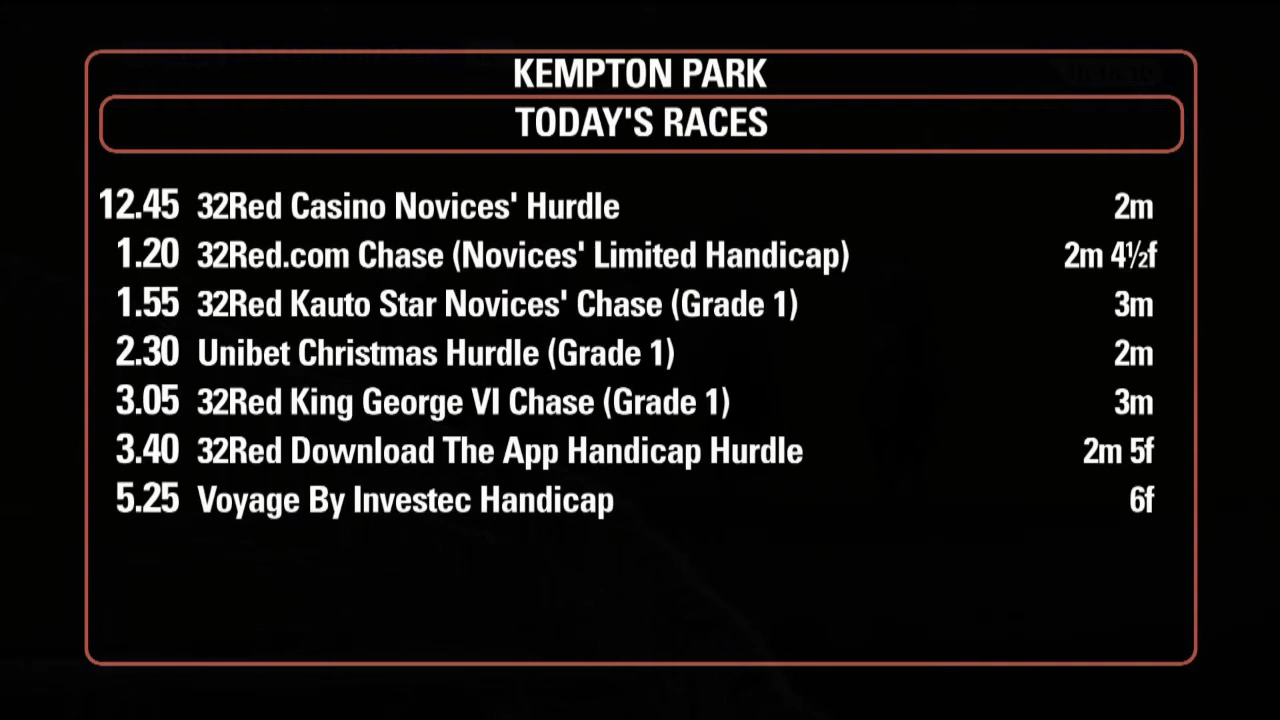 KEMPTON PARK
TODAY'S RACES
12.45 32Red Casino Novices' Hurdle 2m
1.20 32Red.com Chase (Novices' Limited Handicap) 2m 4½f
1.55 32Red Kauto Star Novices' Chase (Grade 1) 3m
2.30 Unibet Christmas Hurdle (Grade 1) 2m
3.05 32Red King George VI Chase (Grade 1) 3m
3.40 32Red Download The App Handicap Hurdle 2m 5f
5.25 Voyage By Investec Handicap 6f